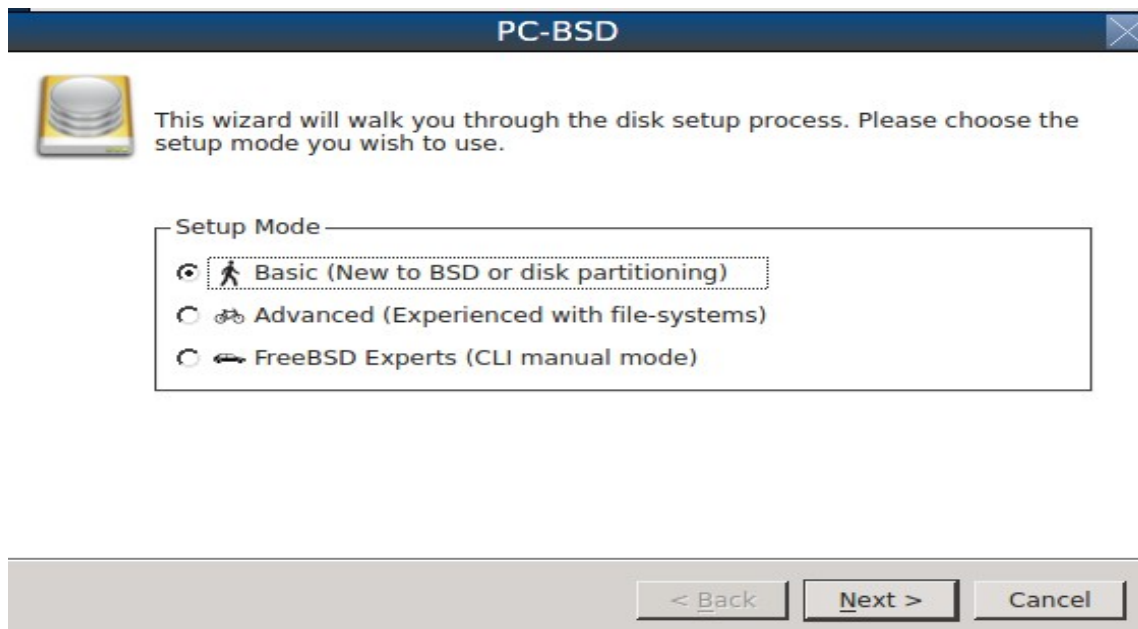 PC-BSD
This wizard will walk you through the disk setup process. Please choose the
setup mode you wish to use.
Setup Mode
Basic (New to BSD or disk partitioning)
Advanced (Experienced with file-systems)
FreeBSD Experts (CLI manual mode)
< Back Next > Cancel